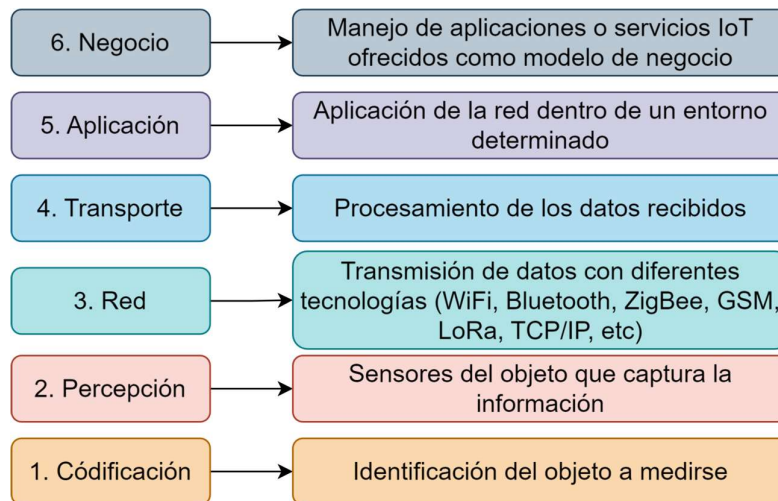 6. Negocio
Manejo de aplicaciones o servicios IoT
ofrecidos como modelo de negocio
5. Aplicación
Aplicación de la red dentro de un entorno
determinado
4. Transporte
Procesamiento de los datos recibidos
3. Red
Transmisión de datos con diferentes
tecnologías (WiFi, Bluetooth, ZigBee, GSM,
LoRa, TCP/IP, etc)
2. Percepción
Sensores del objeto que captura la
información
1. Códificación
Identificación del objeto a medirse